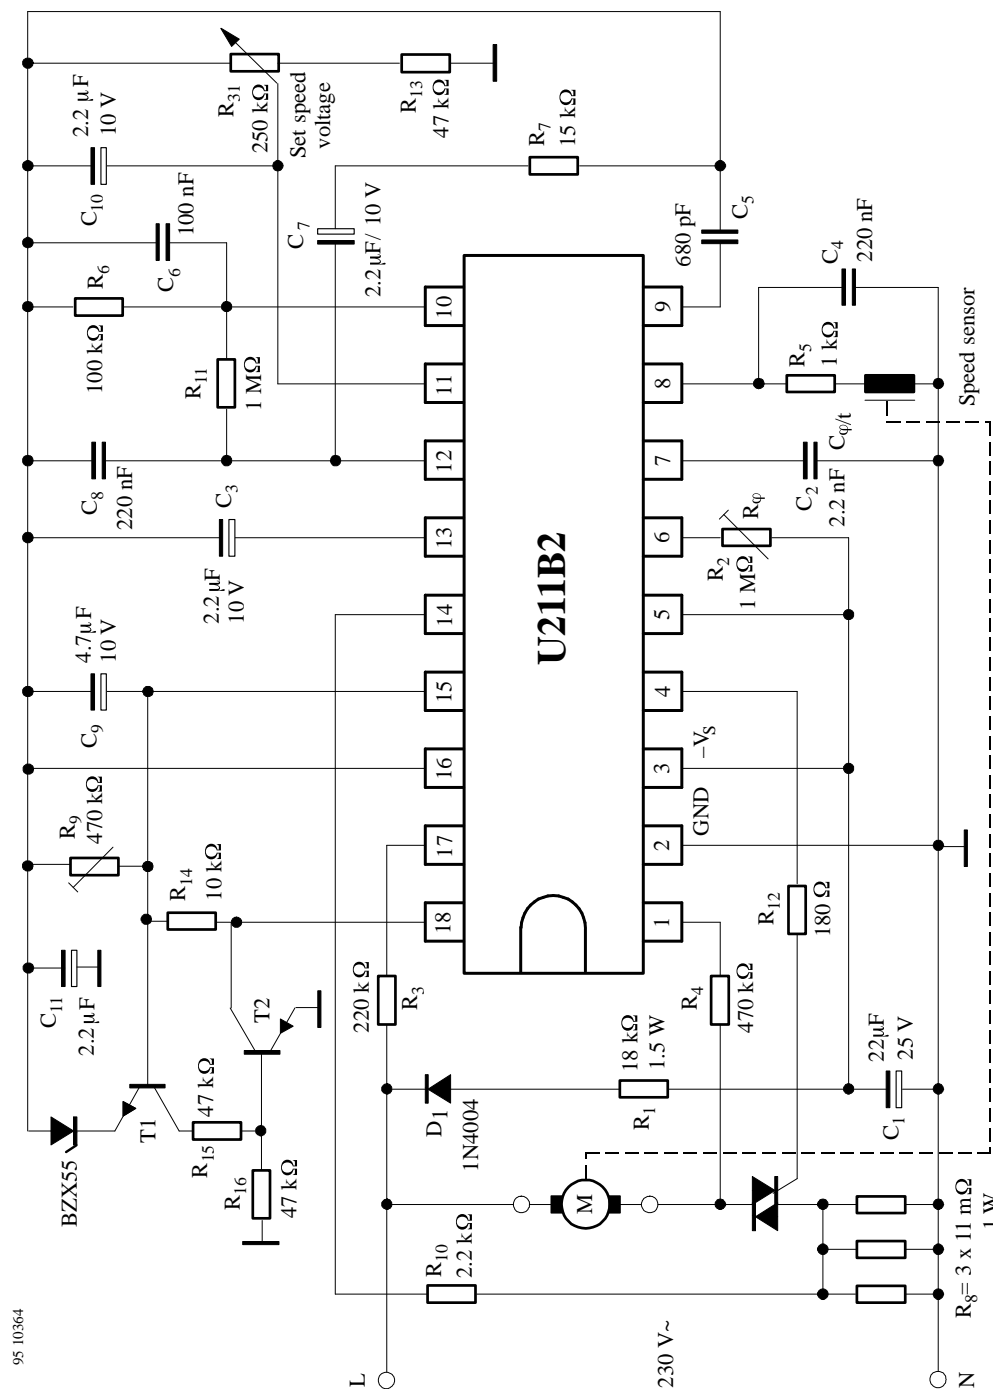 R31
250 kΩ
Set speed
voltage
R13
47 kΩ
2.2 µF
10 V
C10
R7
15 kΩ
C6
100 nF
C7
2.2µF/ 10 V
680 pF
C5
R6
100 kΩ
C4
220 nF
R11
1 MΩ
10
9
R5
1 kΩ
Speed sensor
11
8
C8
220 nF
12
7
C2
2.2 nF
Cφ/t
C3
2.2 µF
10 V
13
6
R2
1 MΩ
Rφ
U211B2
14
5
4.7µF
10 V
C9
15
4
16
3
–VS
R9
470 kΩ
17
2
GND
R14
10 kΩ
18
1
R12
180 Ω
C11
2.2 µF
T2
220 kΩ
R3
R4
470 kΩ
T1
47 kΩ
R15
D1
1N4004
18 kΩ
1.5 W
R1
22µF
25 V
C1
BZX55
R16
47 kΩ
M
R10
2.2 kΩ
R8= 3 x 11 mΩ
1 W
L
230 V~
N
95 10364